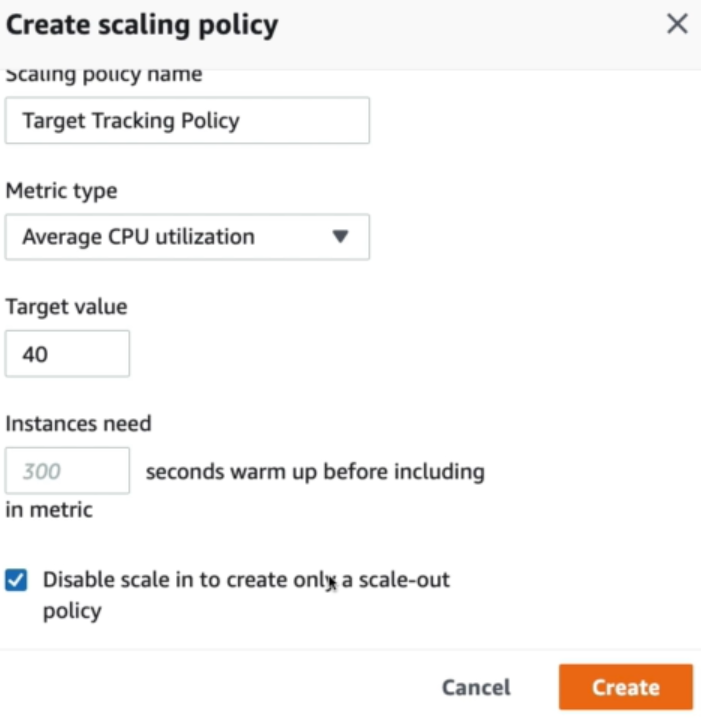 Create scaling policy
Scaling policy name
Target Tracking Policy
Metric type
Average CPU utilization
Target value
40
Instances need
300 seconds warm up before including
in metric
Disable scale in to create only a scale-out
policy
Cancel Create